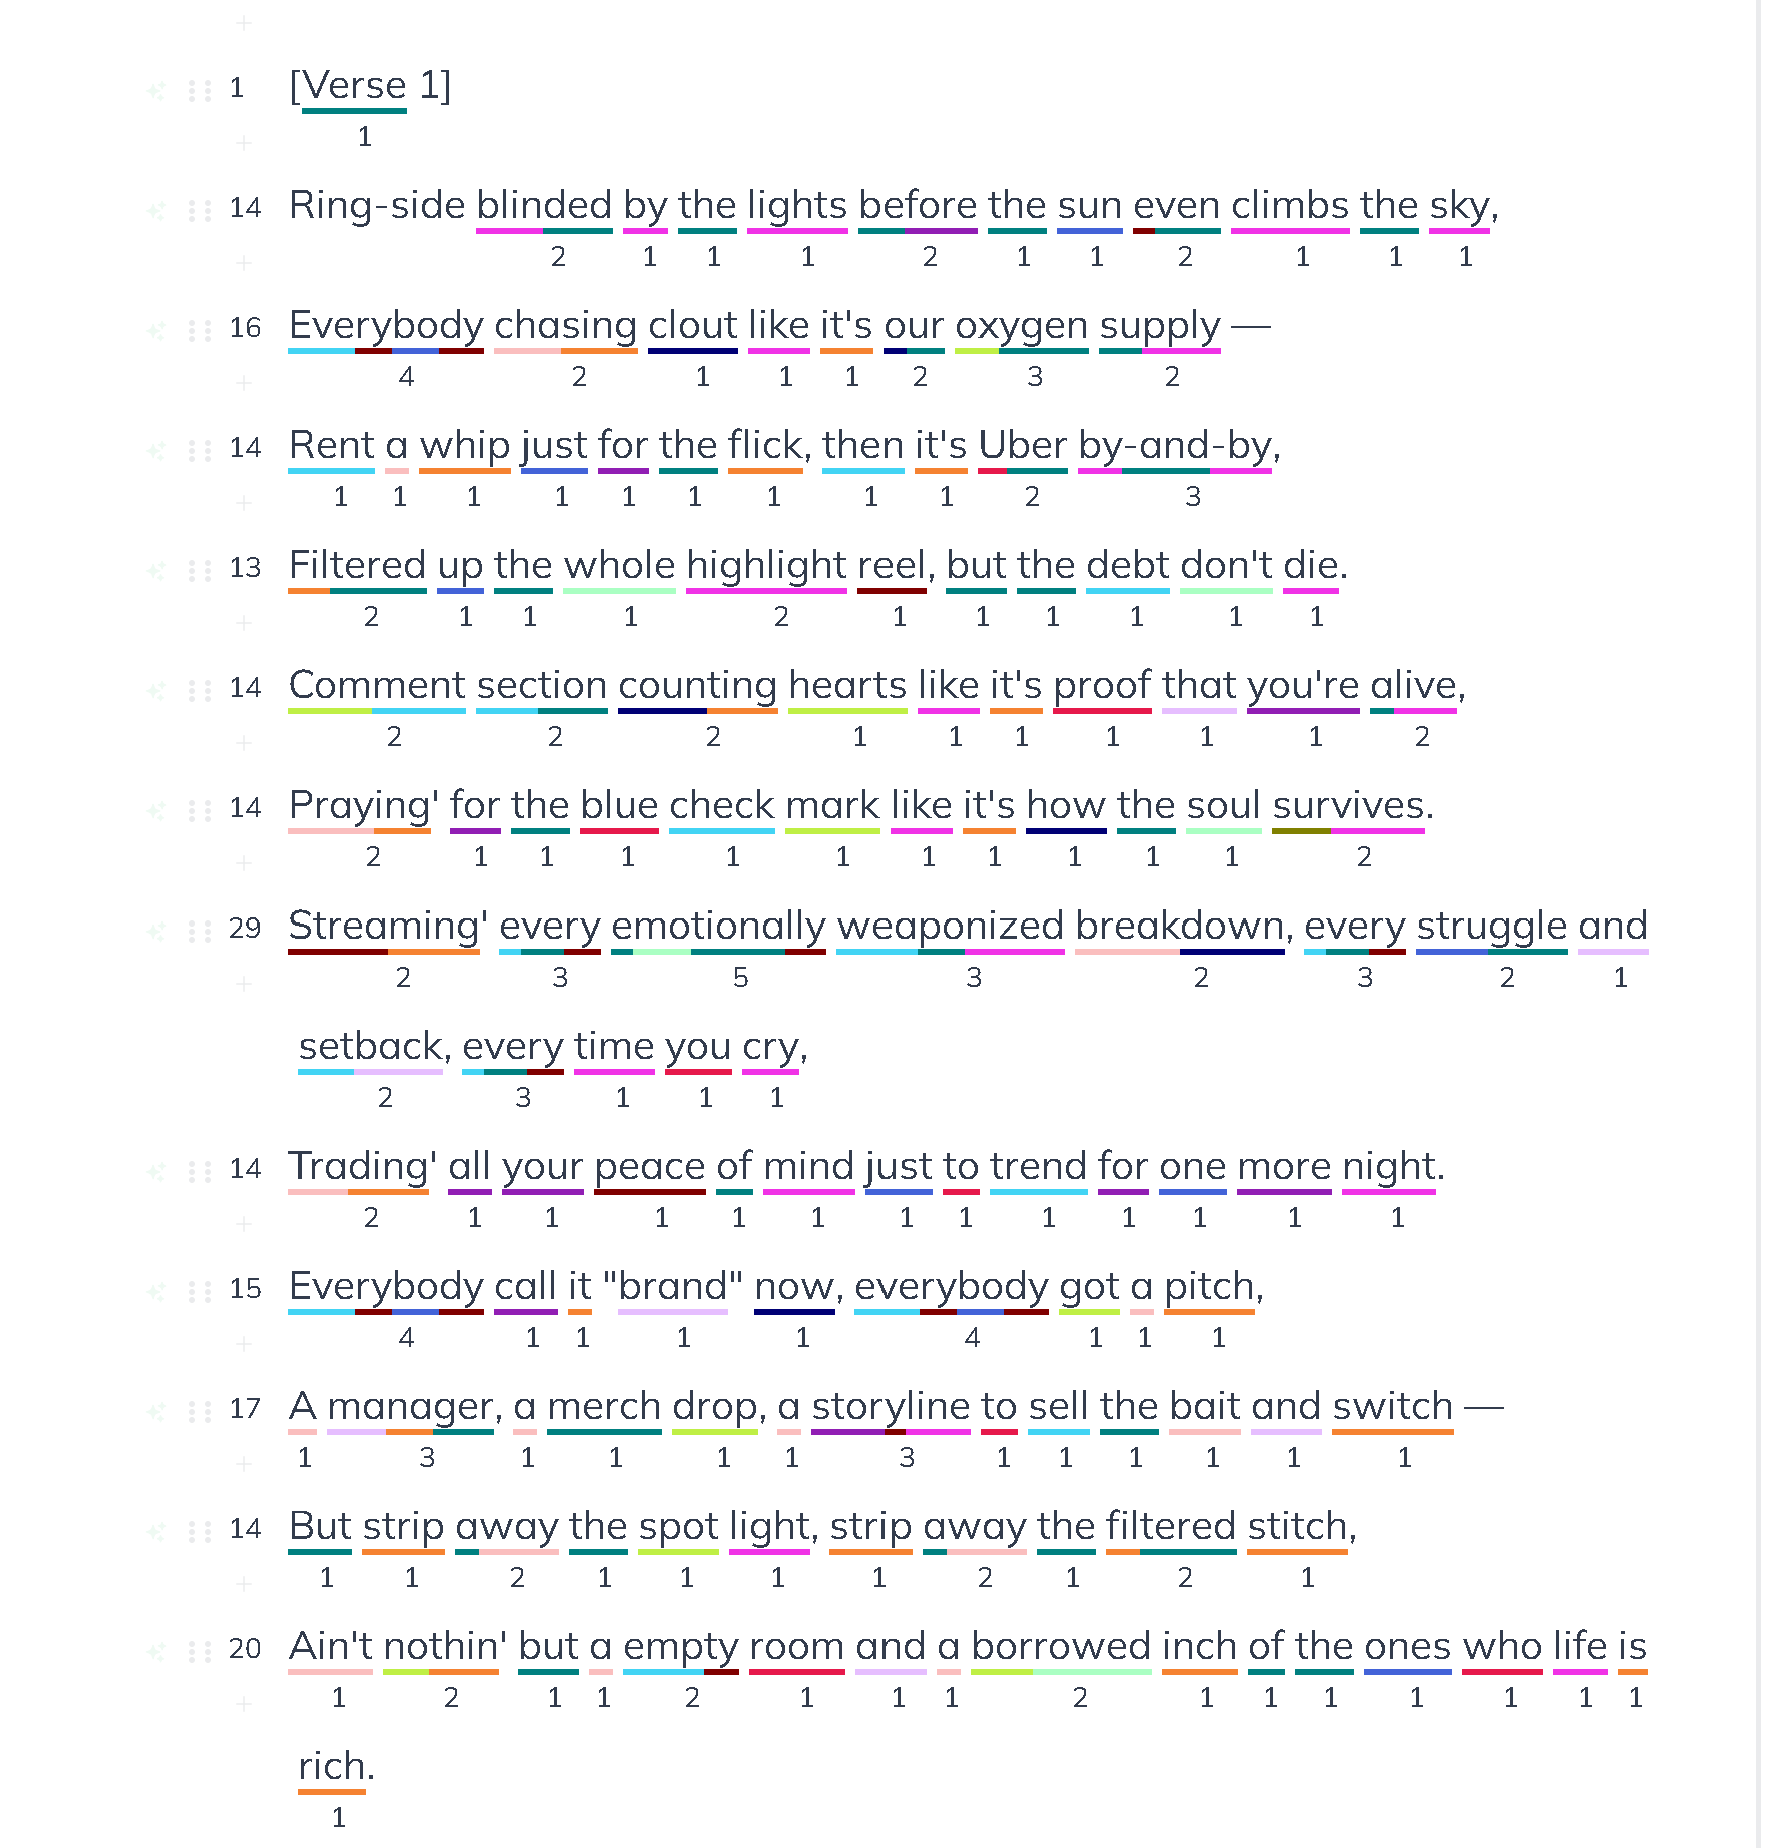 1 [Verse 1]
1
14 Ring-side blinded by the lights before the sun even climbs the sky,
2 1 1 1 2 1 1 2 1 1 1
16 Everybody chasing clout like it's our oxygen supply —
4 2 1 1 1 2 3 2
14 Rent a whip just for the flick, then it's Uber by-and-by,
1 1 1 1 1 1 1 1 1 2 3
13 Filtered up the whole highlight reel, but the debt don't die.
2 1 1 1 2 1 1 1 1 1 1
14 Comment section counting hearts like it's proof that you're alive,
2 2 2 1 1 1 1 1 1 2
14 Praying' for the blue check mark like it's how the soul survives.
2 1 1 1 1 1 1 1 1 1 1 2
29 Streaming' every emotionally weaponized breakdown, every struggle and
2 3 5 3 2 3 2 1
setback, every time you cry,
2 3 1 1 1
14 Trading' all your peace of mind just to trend for one more night.
2 1 1 1 1 1 1 1 1 1 1 1 1
15 Everybody call it "brand" now, everybody got a pitch,
4 1 1 1 1 4 1 1 1
17 A manager, a merch drop, a storyline to sell the bait and switch —
1 3 1 1 1 1 3 1 1 1 1 1 1
14 But strip away the spot light, strip away the filtered stitch,
1 1 2 1 1 1 1 2 1 2 1
20 Ain't nothin' but a empty room and a borrowed inch of the ones who life is
1 2 1 1 2 1 1 1 2 1 1 1 1 1 1 1
rich.
1